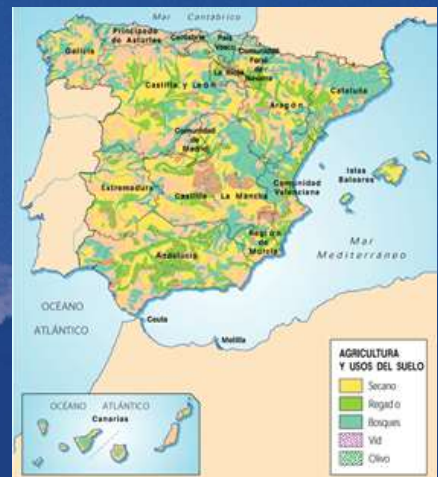 Mar Cantábrico
Galicia
Principado
de Asturias
Cantabria
País
Vasco
Comunidad
Foral
de
Navarra
La Rioja
Castilla y León
Aragón
Cataluña
Comunidad
de
Madrid
Extremadura
Castilla - La Mancha
Comunidad
Valenciana
Islas
Baleares
Región
de
Murcia
Andalucía
Mar
Mediterráneo
OCÉANO
ATLÁNTICO
Ceuta
Melilla
OCÉANO ATLÁNTICO
Canarias
AGRICULTURA
Y USOS DEL SUELO
Secano
Regad o
Bosques
Vid
Olivo